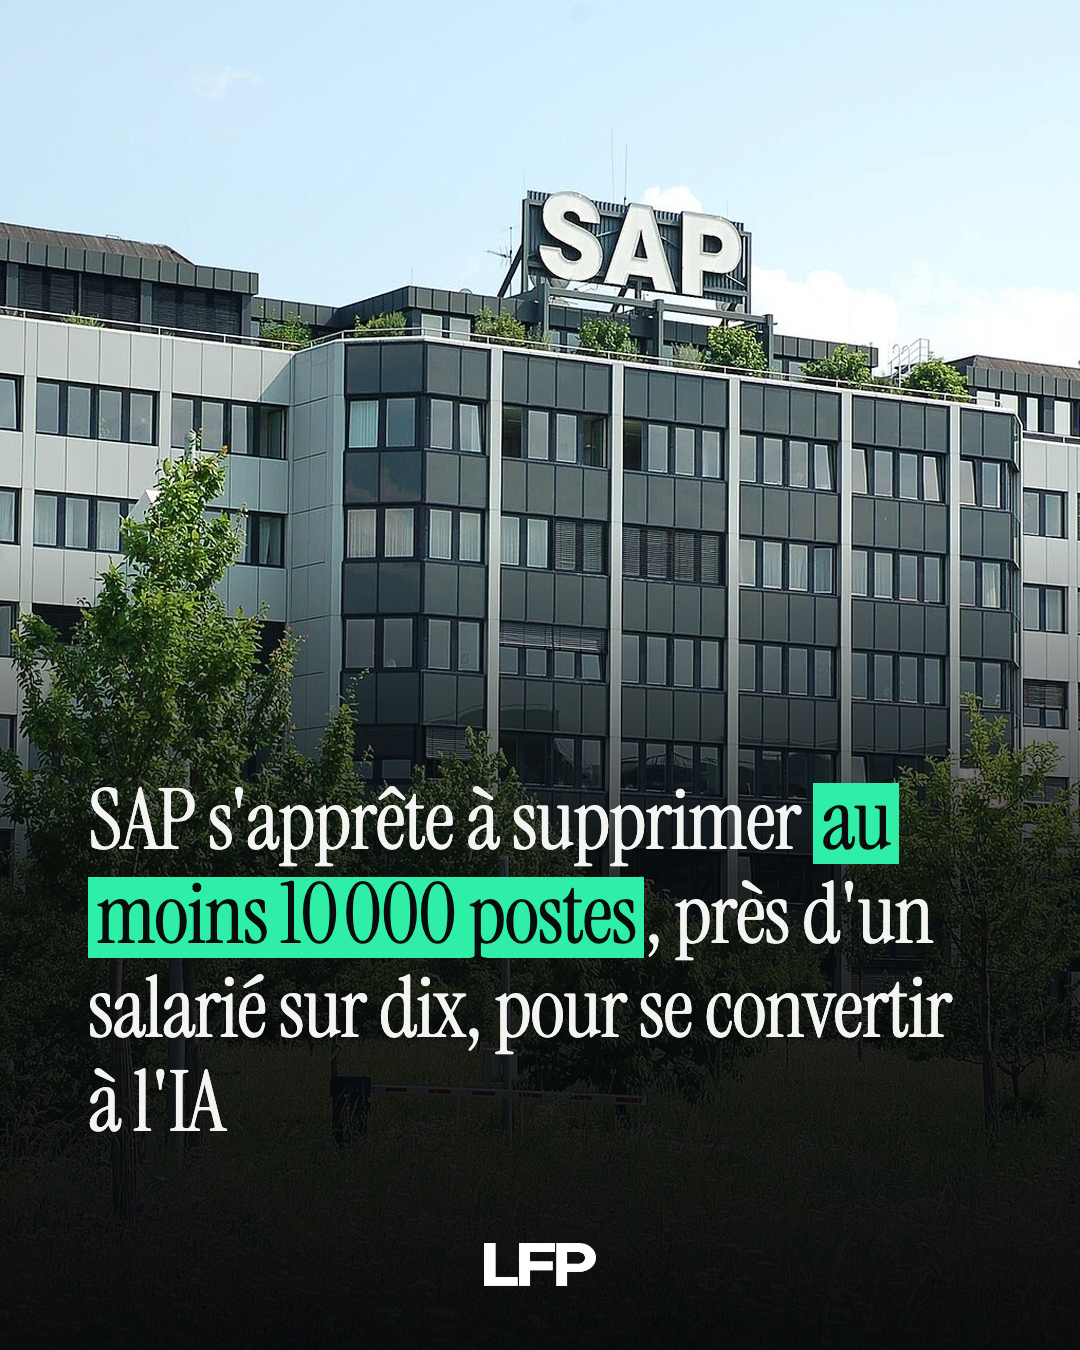 SAP
SAP s'apprête à supprimer au
moins 10 000 postes, près d'un
salarié sur dix, pour se convertir
à l'IA
LFP